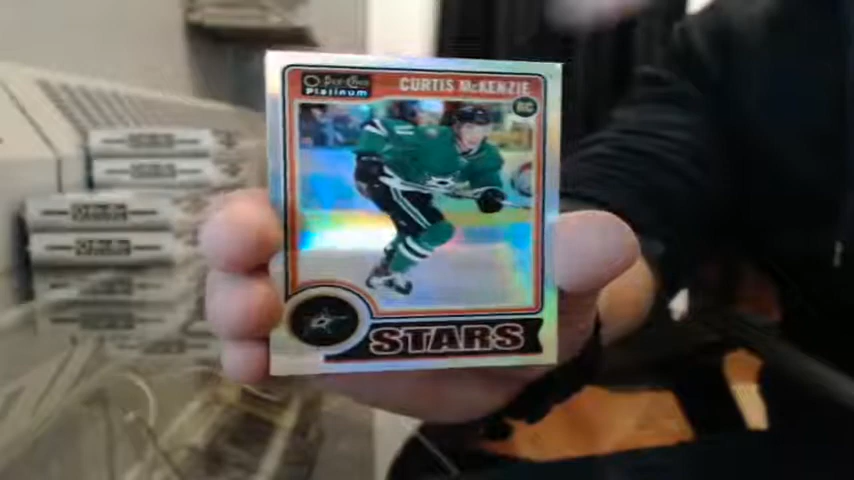 O-Pee-Chee
Platinum
CURTIS McKENZIE
RC
STARS